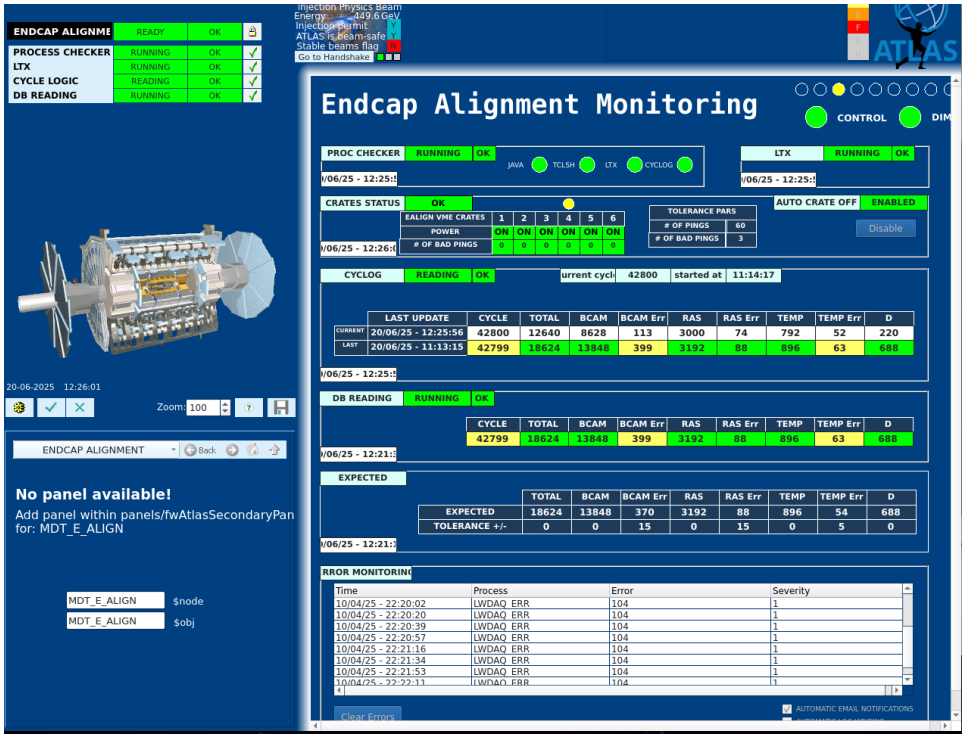 Injection Physics Beam
Energy 449.6 GeV
Injection permit Y
ATLAS is beam-safe Y
Stable beams flag N
Go to Handshake
E
F
ATLAS
ENDCAP ALIGNME READY OK
PROCESS CHECKER RUNNING OK
LTX RUNNING OK
CYCLE LOGIC READING OK
DB READING RUNNING OK
20-06-2025 12:26:01
Zoom: 100 ?
ENDCAP ALIGNMENT Back
No panel available!
Add panel within panels/fwAtlasSecondaryPan
for: MDT_E_ALIGN
MDT_E_ALIGN $node
MDT_E_ALIGN $obj
Endcap Alignment Monitoring
CONTROL DIM
PROC CHECKER RUNNING OK
JAVA TCLSH LTX CYCLOG
/06/25 - 12:25:
LTX RUNNING OK
/06/25 - 12:25:
CRATES STATUS OK
EALIGN VME CRATES 1 2 3 4 5 6
POWER ON ON ON ON ON ON
# OF BAD PINGS 0 0 0 0 0 0
/06/25 - 12:26:0
TOLERANCE PARS
# OF PINGS 60
# OF BAD PINGS 3
AUTO CRATE OFF ENABLED
Disable
CYCLOG READING OK
urrent cycl 42800 started at 11:14:17
LAST UPDATE CYCLE TOTAL BCAM BCAM Err RAS RAS Err TEMP TEMP Err D
CURRENT 20/06/25 - 12:25:56 42800 12640 8628 113 3000 74 792 52 220
LAST 20/06/25 - 11:13:15 42799 18624 13848 399 3192 88 896 63 688
/06/25 - 12:25:
DB READING RUNNING OK
CYCLE TOTAL BCAM BCAM Err RAS RAS Err TEMP TEMP Err D
42799 18624 13848 399 3192 88 896 63 688
/06/25 - 12:21:
EXPECTED
TOTAL BCAM BCAM Err RAS RAS Err TEMP TEMP Err D
EXPECTED 18624 13848 370 3192 88 896 54 688
TOLERANCE +/- 0 0 15 0 15 0 5 0
/06/25 - 12:21:
RROR MONITORING
Time Process Error Severity
10/04/25 - 22:20:02 LWDAQ_ERR 104 1
10/04/25 - 22:20:20 LWDAQ_ERR 104 1
10/04/25 - 22:20:39 LWDAQ_ERR 104 1
10/04/25 - 22:20:57 LWDAQ_ERR 104 1
10/04/25 - 22:21:16 LWDAQ_ERR 104 1
10/04/25 - 22:21:34 LWDAQ_ERR 104 1
10/04/25 - 22:21:53 LWDAQ_ERR 104 1
10/04/25 - 22:22:11 LWDAQ_ERR 104 1
Clear Errors
AUTOMATIC EMAIL NOTIFICATIONS